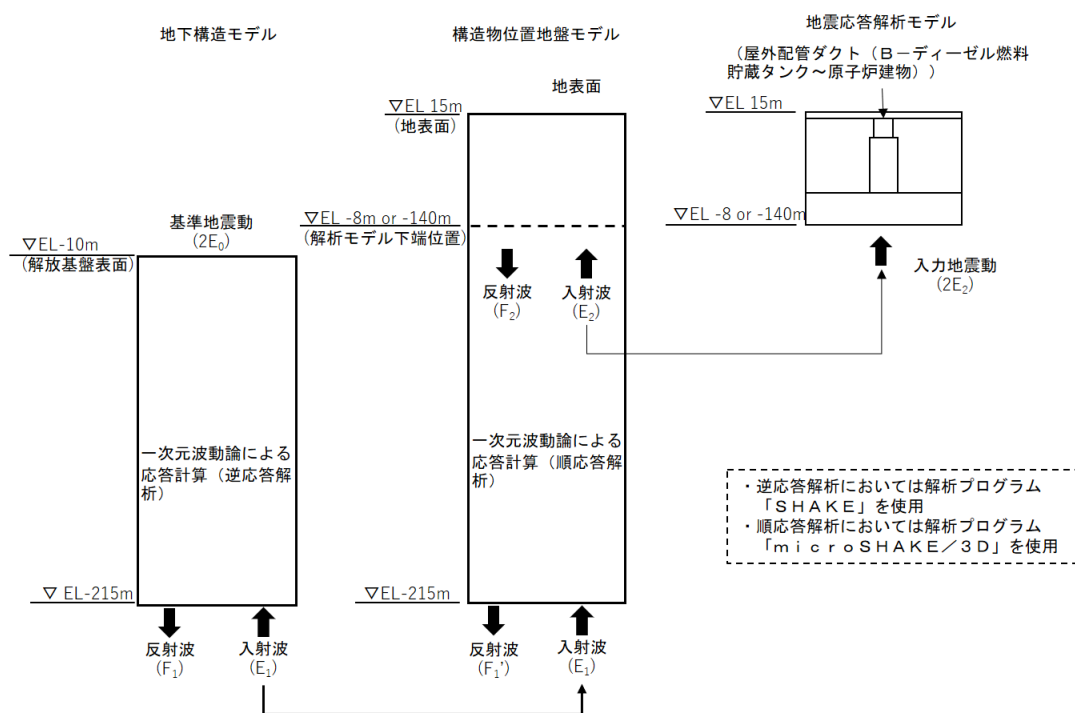 地下構造モデル
基準地震動
(2E₀)
▽EL-10m
(解放基盤表面)
一次元波動論による
応答計算（逆応答解
析）
▽ EL-215m
反射波
(F₁)
入射波
(E₁)
構造物位置地盤モデル
地表面
▽EL 15m
(地表面)
▽EL -8m or -140m
(解析モデル下端位置)
反射波
(F₂)
入射波
(E₂)
一次元波動論による
応答計算（順応答解
析）
▽EL-215m
反射波
(F₁')
入射波
(E₁)
地震応答解析モデル
（屋外配管ダクト（Ｂ－ディーゼル燃料
貯蔵タンク～原子炉建物））
▽EL 15m
▽EL -8 or -140m
入力地震動
(2E₂)
・逆応答解析においては解析プログラム
「ＳＨＡＫＥ」を使用
・順応答解析においては解析プログラム
「ｍｉｃｒｏＳＨＡＫＥ／３Ｄ」を使用